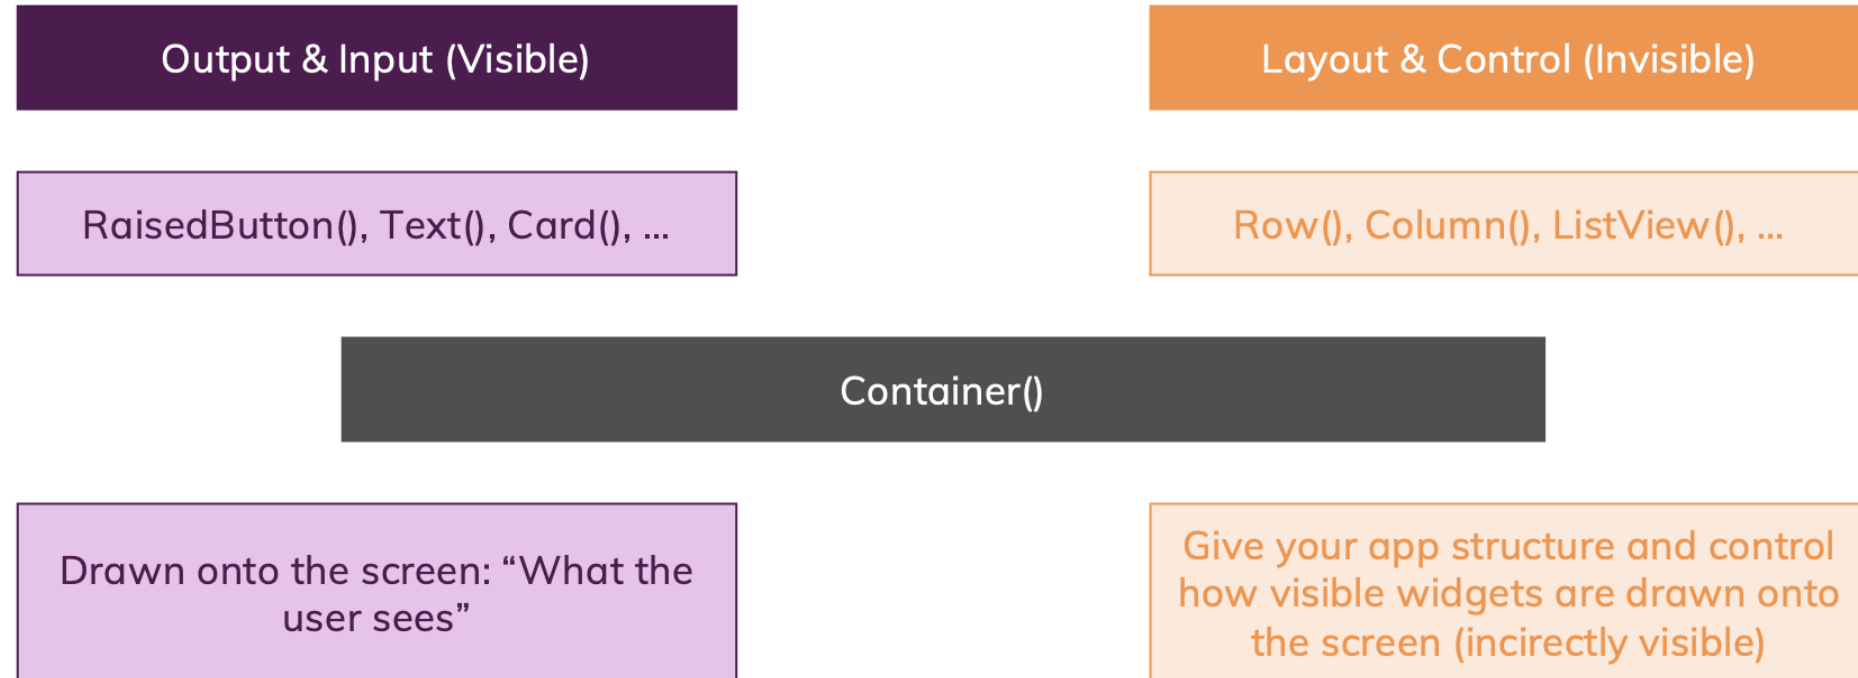 Output & Input (Visible)
Layout & Control (Invisible)
RaisedButton(), Text(), Card(), ...
Row(), Column(), ListView(), ...
Container()
Drawn onto the screen: “What the
user sees”
Give your app structure and control
how visible widgets are drawn onto
the screen (incirectly visible)